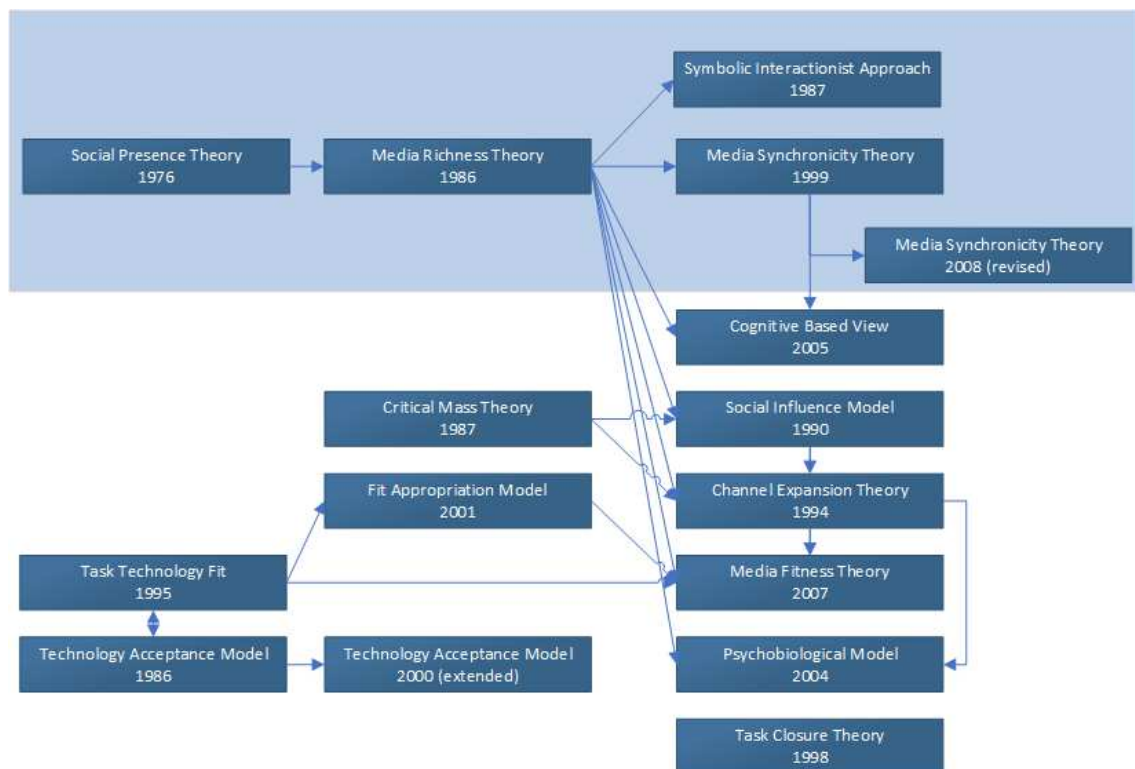 Symbolic Interactionist Approach
1987
Social Presence Theory
1976
Media Richness Theory
1986
Media Synchronicity Theory
1999
Media Synchronicity Theory
2008 (revised)
Cognitive Based View
2005
Critical Mass Theory
1987
Social Influence Model
1990
Fit Appropriation Model
2001
Channel Expansion Theory
1994
Task Technology Fit
1995
Media Fitness Theory
2007
Technology Acceptance Model
1986
Technology Acceptance Model
2000 (extended)
Psychobiological Model
2004
Task Closure Theory
1998